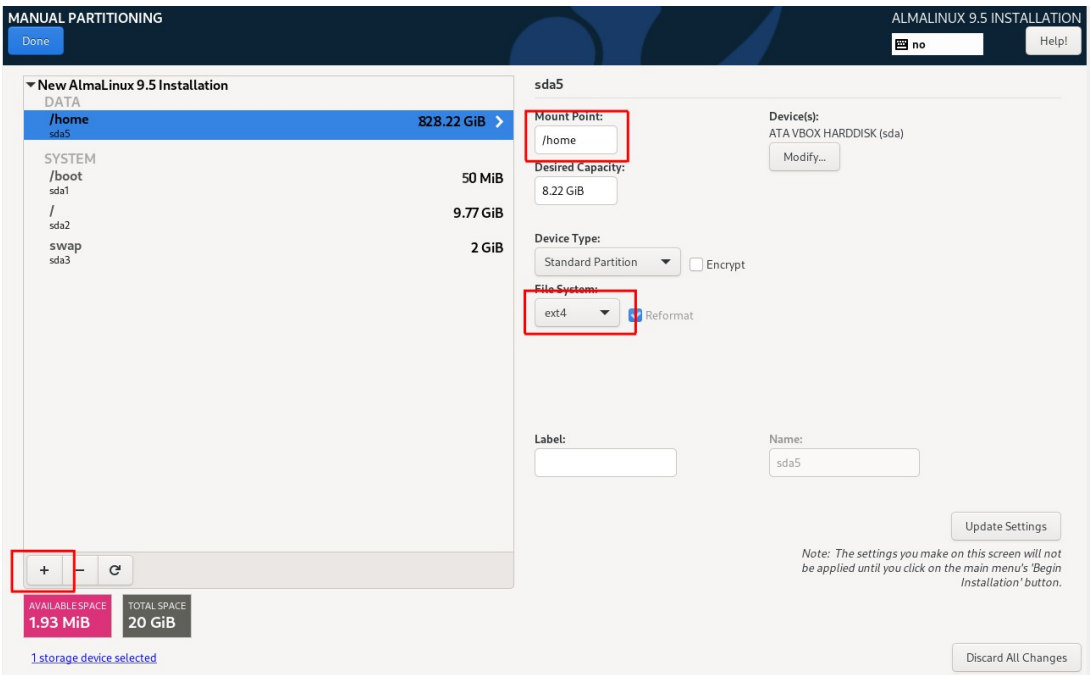 MANUAL PARTITIONING
ALMALINUX 9.5 INSTALLATION
Done
no
Help!
New AlmaLinux 9.5 Installation
DATA
/home
828.22 GiB
sda5
SYSTEM
/boot
50 MiB
sda1
/
9.77 GiB
sda2
swap
2 GiB
sda3
sda5
Mount Point:
/home
Device(s):
ATA VBOX HARDDISK (sda)
Modify...
Desired Capacity:
8.22 GiB
Device Type:
Standard Partition
Encrypt
File System:
ext4
Reformat
Label:
Name:
sda5
Update Settings
Note: The settings you make on this screen will not
be applied until you click on the main menu's 'Begin
Installation' button.
+
−
AVAILABLE SPACE
1.93 MiB
TOTAL SPACE
20 GiB
1 storage device selected
Discard All Changes